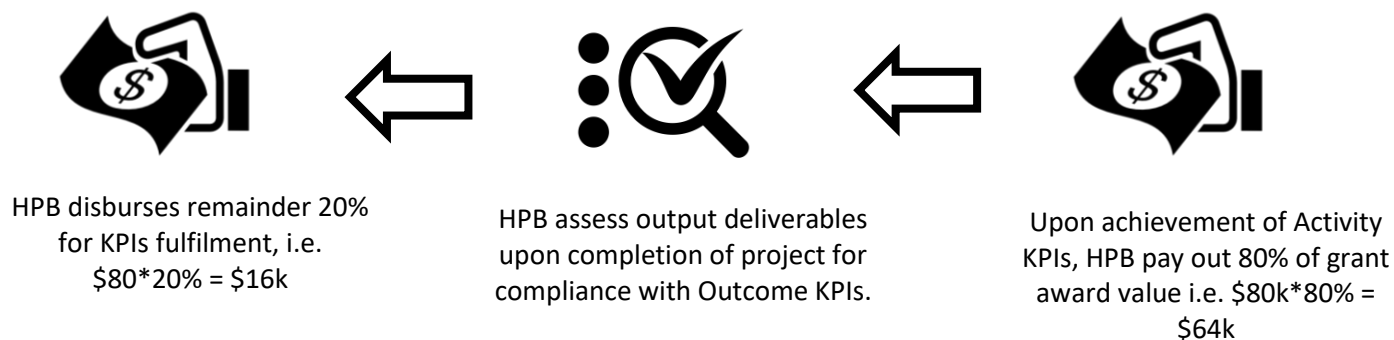 $
$
HPB disburses remainder 20%
for KPIs fulfilment, i.e.
$80*20% = $16k
HPB assess output deliverables
upon completion of project for
compliance with Outcome KPIs.
Upon achievement of Activity
KPIs, HPB pay out 80% of grant
award value i.e. $80k*80% =
$64k